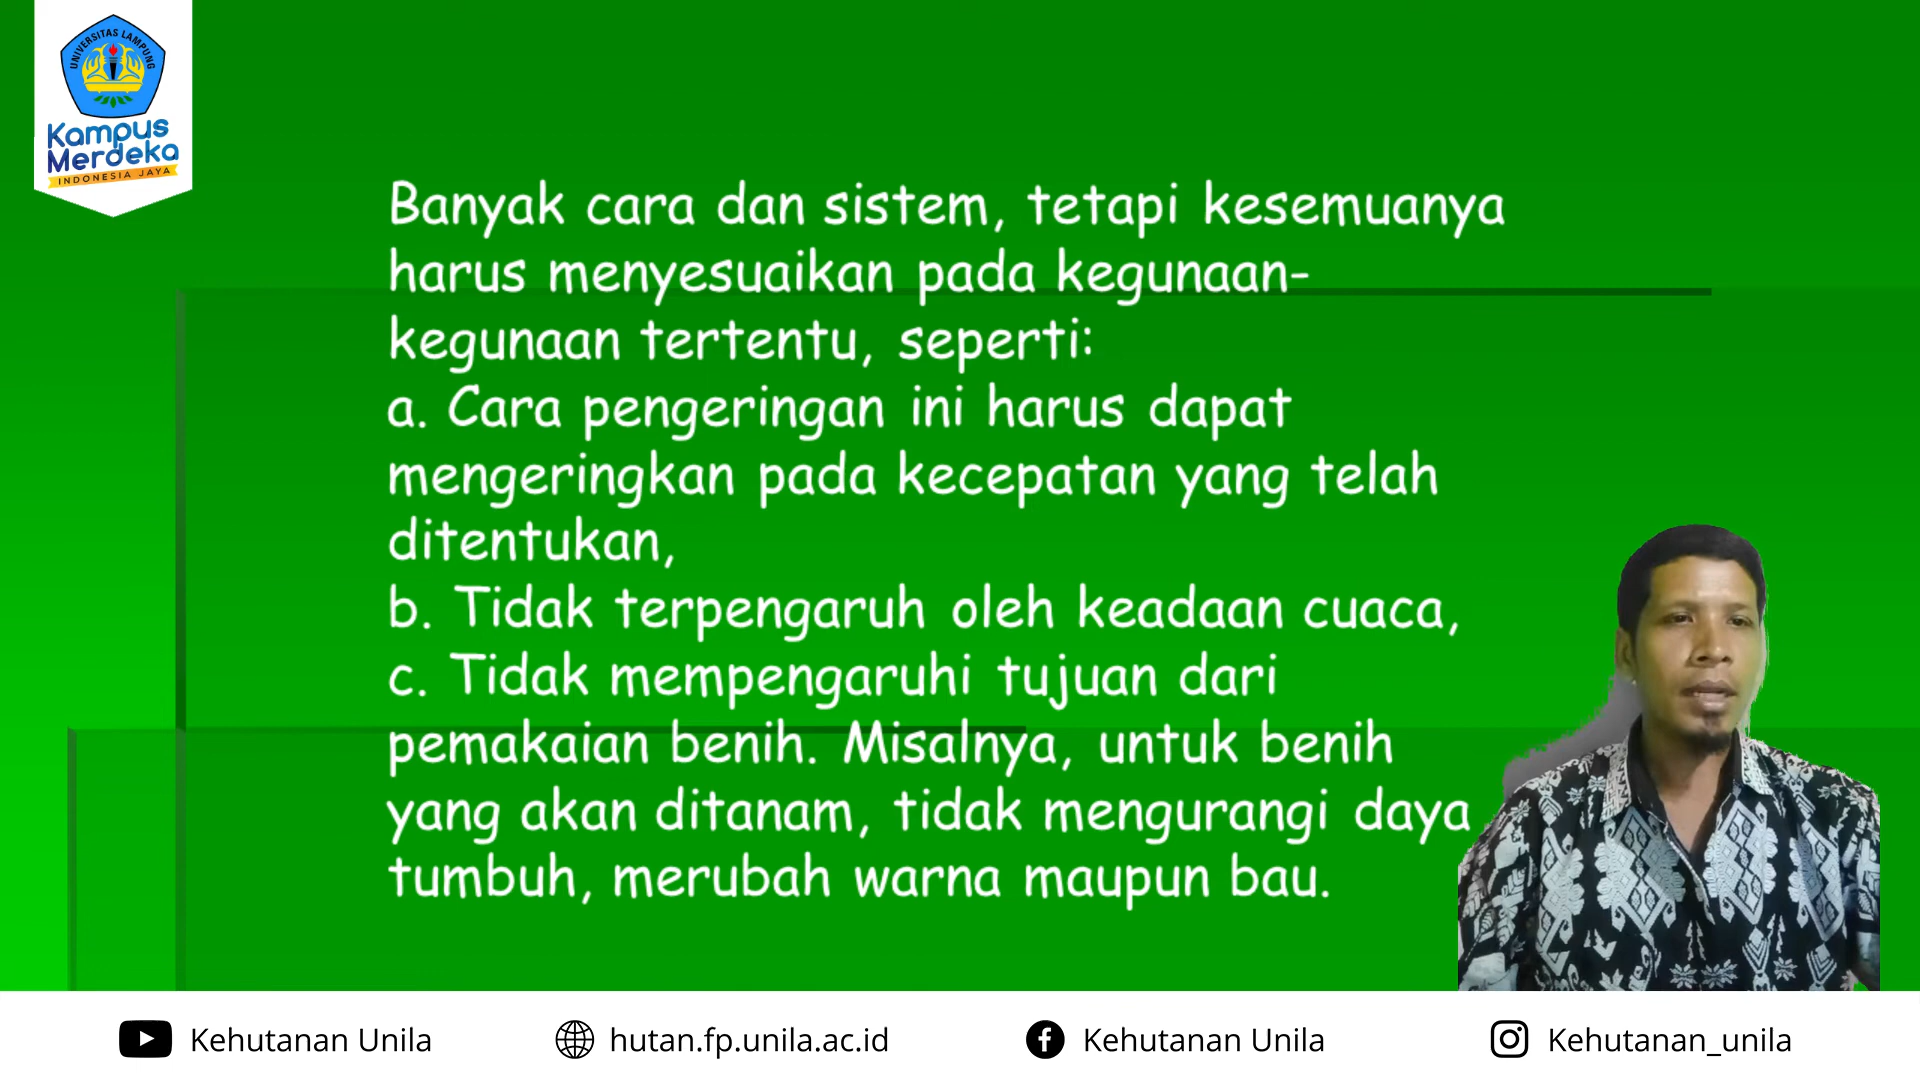 UNIVERSITAS LAMPUNG
Kampus
Merdeka
INDONESIA JAYA
Banyak cara dan sistem, tetapi kesemuanya
harus menyesuaikan pada kegunaan-
kegunaan tertentu, seperti:
a. Cara pengeringan ini harus dapat
mengeringkan pada kecepatan yang telah
ditentukan,
b. Tidak terpengaruh oleh keadaan cuaca,
c. Tidak mempengaruhi tujuan dari
pemakaian benih. Misalnya, untuk benih
yang akan ditanam, tidak mengurangi daya
tumbuh, merubah warna maupun bau.
Kehutanan Unila
hutan.fp.unila.ac.id
Kehutanan Unila
Kehutanan_unila